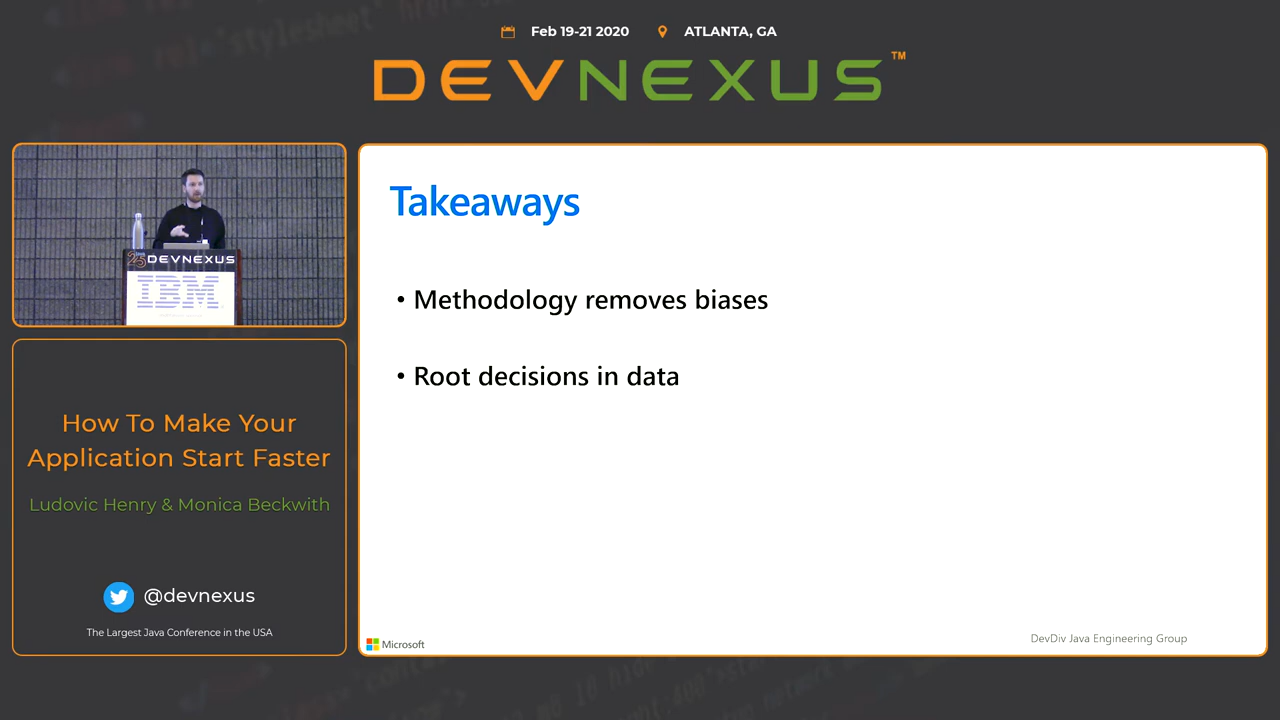 Feb 19-21 2020
ATLANTA, GA
DEVNEXUS™
25 DEVNEXUS
IBM
How To Make Your
Application Start Faster
Ludovic Henry & Monica Beckwith
@devnexus
The Largest Java Conference in the USA
Takeaways
• Methodology removes biases
• Root decisions in data
Microsoft
DevDiv Java Engineering Group